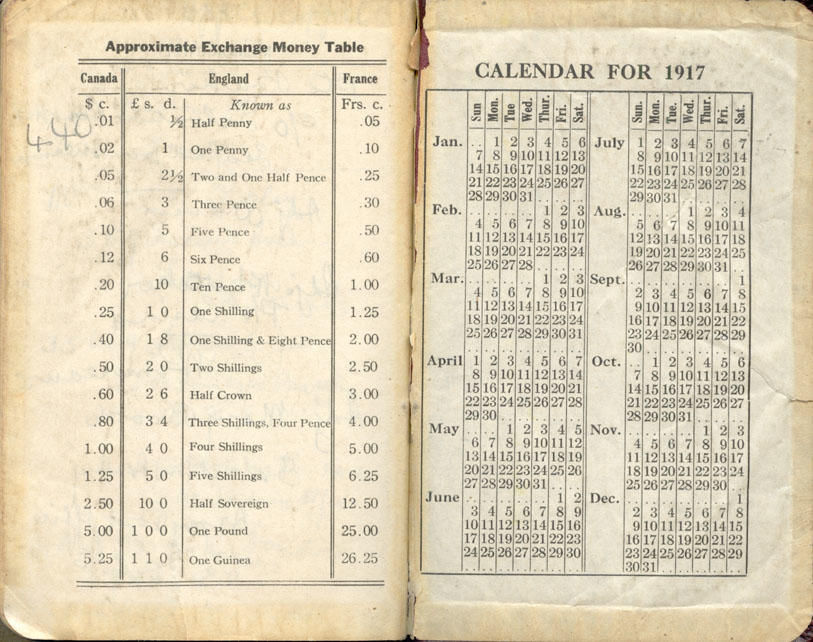 Approximate Exchange Money Table
Canada England France
$ c. £ s. d. Known as Frs. c.
440
.01 ½ Half Penny .05
.02 1 One Penny .10
.05 2½ Two and One Half Pence .25
.06 3 Three Pence .30
.10 5 Five Pence .50
.12 6 Six Pence .60
.20 10 Ten Pence 1.00
.25 1 0 One Shilling 1.25
.40 1 8 One Shilling & Eight Pence 2.00
.50 2 0 Two Shillings 2.50
.60 2 6 Half Crown 3.00
.80 3 4 Three Shillings, Four Pence 4.00
1.00 4 0 Four Shillings 5.00
1.25 5 0 Five Shillings 6.25
2.50 10 0 Half Sovereign 12.50
5.00 1 0 0 One Pound 25.00
5.25 1 1 0 One Guinea 26.25
CALENDAR FOR 1917
Sun Mon. Tue Wed. Thur. Fri. Sat.
Jan. .. 1 2 3 4 5 6
7 8 9 10 11 12 13
14 15 16 17 18 19 20
21 22 23 24 25 26 27
28 29 30 31 .. .. ..
Feb. .. .. .. .. 1 2 3
4 5 6 7 8 9 10
11 12 13 14 15 16 17
18 19 20 21 22 23 24
25 26 27 28 .. .. ..
Mar. .. .. .. .. 1 2 3
4 5 6 7 8 9 10
11 12 13 14 15 16 17
18 19 20 21 22 23 24
25 26 27 28 29 30 31
April 1 2 3 4 5 6 7
8 9 10 11 12 13 14
15 16 17 18 19 20 21
22 23 24 25 26 27 28
29 30 .. .. .. .. ..
May .. .. 1 2 3 4 5
6 7 8 9 10 11 12
13 14 15 16 17 18 19
20 21 22 23 24 25 26
27 28 29 30 31 .. ..
June .. .. .. .. .. 1 2
3 4 5 6 7 8 9
10 11 12 13 14 15 16
17 18 19 20 21 22 23
24 25 26 27 28 29 30
Sun. Mon. Tue. Wed. Thur. Fri. Sat.
July 1 2 3 4 5 6 7
8 9 10 11 12 13 14
15 16 17 18 19 20 21
22 23 24 25 26 27 28
29 30 31 .. .. .. ..
Aug. .. .. .. 1 2 3 4
5 6 7 8 9 10 11
12 13 14 15 16 17 18
19 20 21 22 23 24 25
26 27 28 29 30 31 ..
Sept. .. .. .. .. .. .. 1
2 3 4 5 6 7 8
9 10 11 12 13 14 15
16 17 18 19 20 21 22
23 24 25 26 27 28 29
30 .. .. .. .. .. ..
Oct. .. 1 2 3 4 5 6
7 8 9 10 11 12 13
14 15 16 17 18 19 20
21 22 23 24 25 26 27
28 29 30 31 .. .. ..
Nov. .. .. .. .. 1 2 3
4 5 6 7 8 9 10
11 12 13 14 15 16 17
18 19 20 21 22 23 24
25 26 27 28 29 30 ..
Dec. .. .. .. .. .. .. 1
2 3 4 5 6 7 8
9 10 11 12 13 14 15
16 17 18 19 20 21 22
23 24 25 26 27 28 29
30 31 .. .. .. .. ..